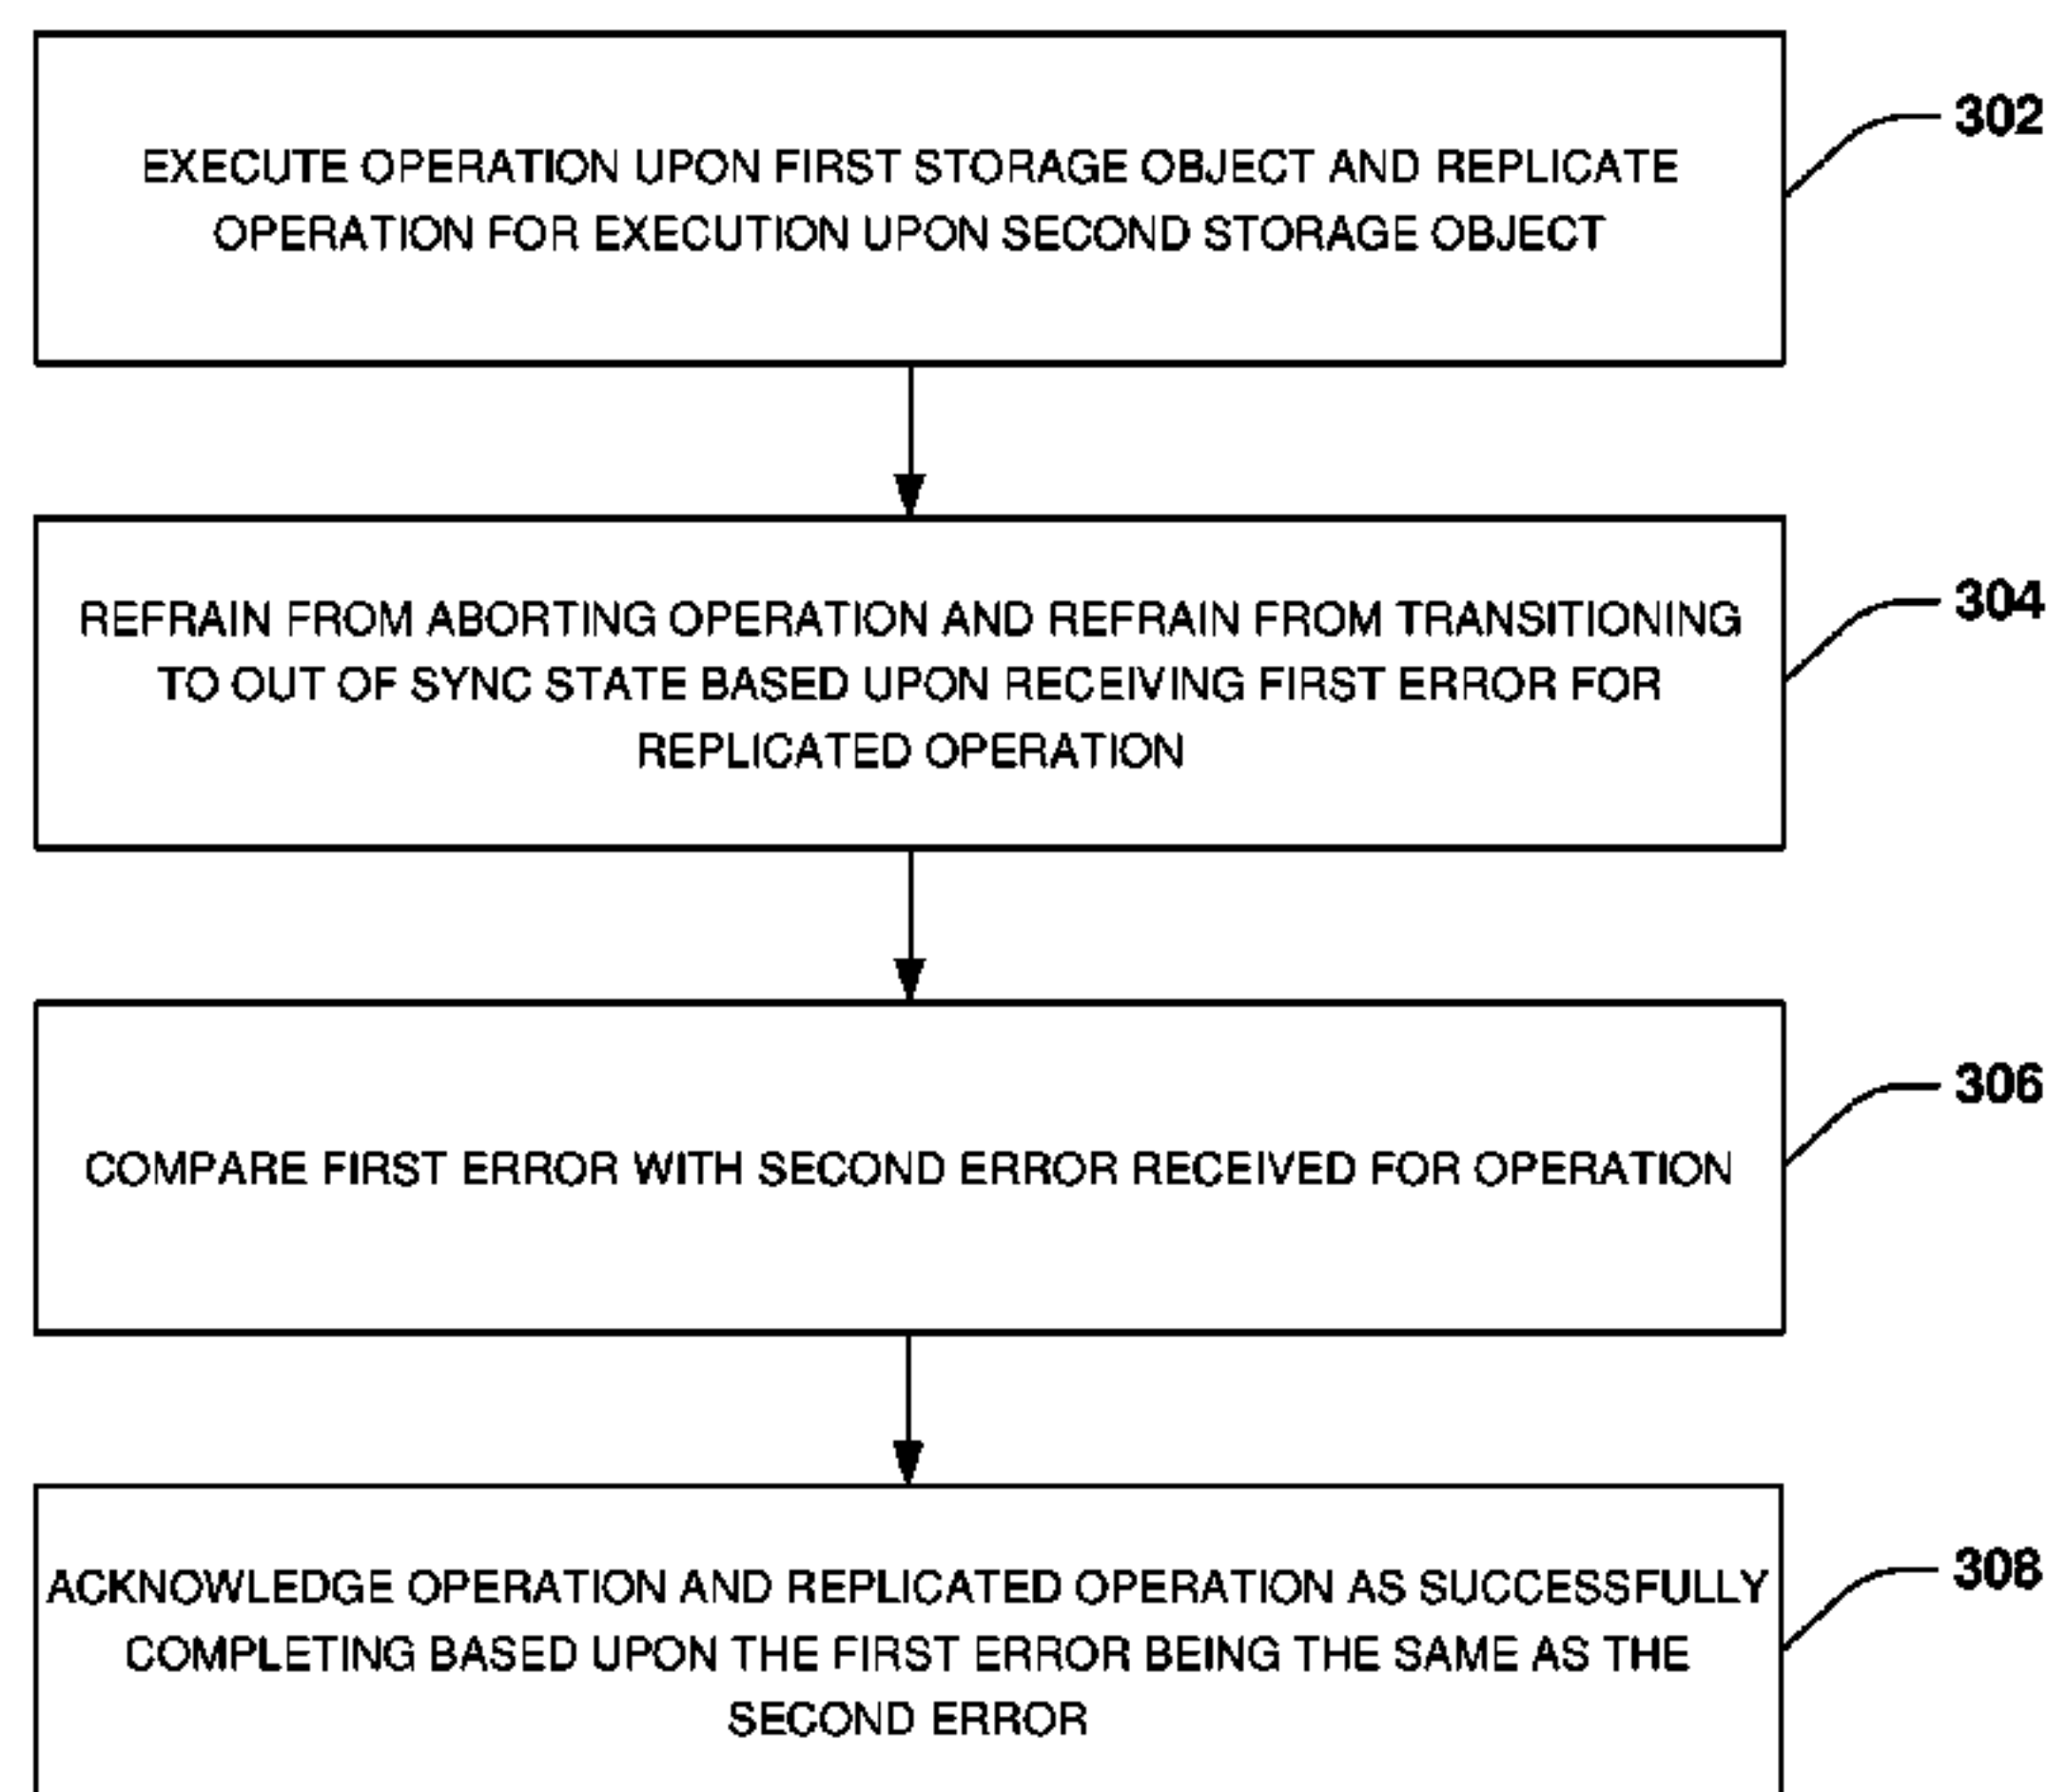 EXECUTE OPERATION UPON FIRST STORAGE OBJECT AND REPLICATE
OPERATION FOR EXECUTION UPON SECOND STORAGE OBJECT
302
REFRAIN FROM ABORTING OPERATION AND REFRAIN FROM TRANSITIONING
TO OUT OF SYNC STATE BASED UPON RECEIVING FIRST ERROR FOR
REPLICATED OPERATION
304
COMPARE FIRST ERROR WITH SECOND ERROR RECEIVED FOR OPERATION
306
ACKNOWLEDGE OPERATION AND REPLICATED OPERATION AS SUCCESSFULLY
COMPLETING BASED UPON THE FIRST ERROR BEING THE SAME AS THE
SECOND ERROR
308